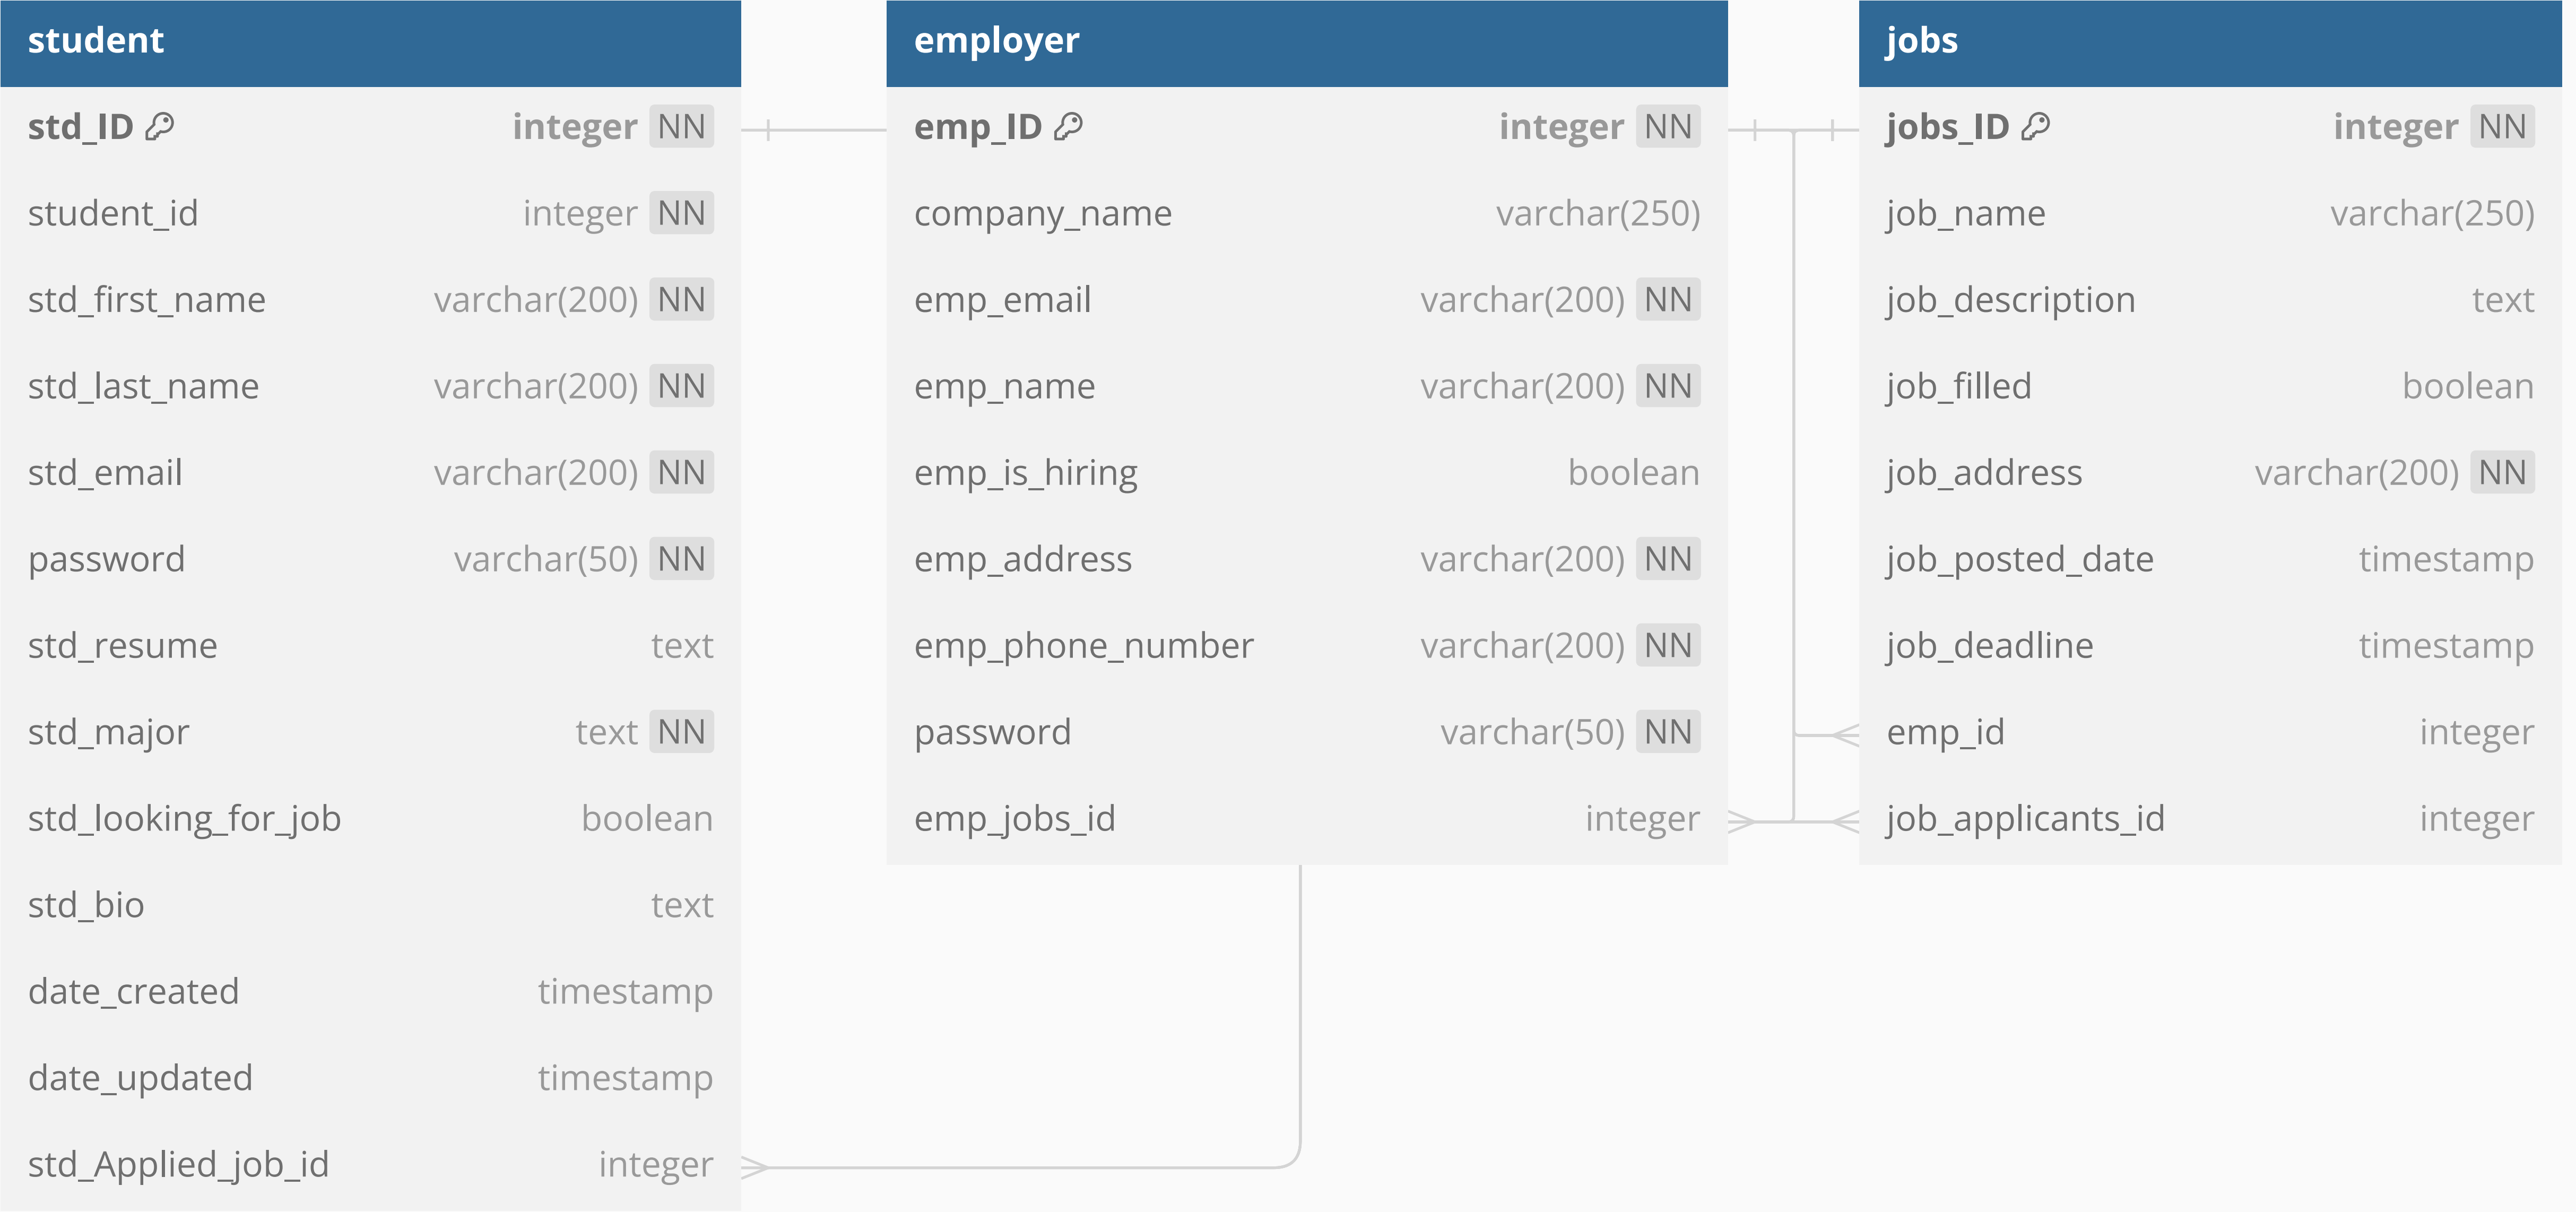 student
std_ID integer NN
student_id integer NN
std_first_name varchar(200) NN
std_last_name varchar(200) NN
std_email varchar(200) NN
password varchar(50) NN
std_resume text
std_major text NN
std_looking_for_job boolean
std_bio text
date_created timestamp
date_updated timestamp
std_Applied_job_id integer
employer
emp_ID integer NN
company_name varchar(250)
emp_email varchar(200) NN
emp_name varchar(200) NN
emp_is_hiring boolean
emp_address varchar(200) NN
emp_phone_number varchar(200) NN
password varchar(50) NN
emp_jobs_id integer
jobs
jobs_ID integer NN
job_name varchar(250)
job_description text
job_filled boolean
job_address varchar(200) NN
job_posted_date timestamp
job_deadline timestamp
emp_id integer
job_applicants_id integer